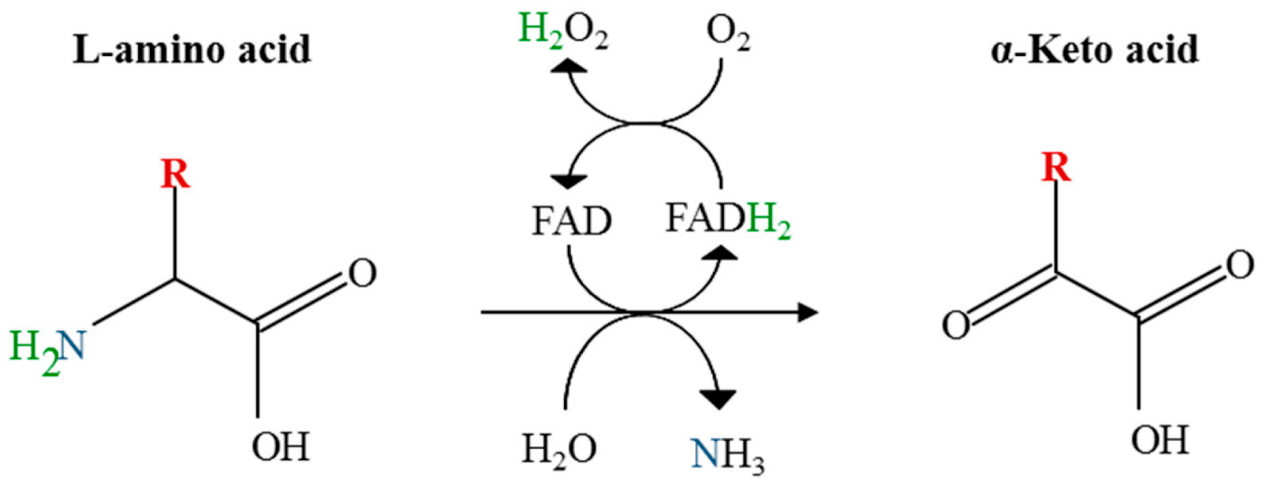 L-amino acid
H₂O₂
O₂
α-Keto acid
R
R
FAD
FADH₂
O
O
H₂N
O
OH
OH
H₂O
NH₃